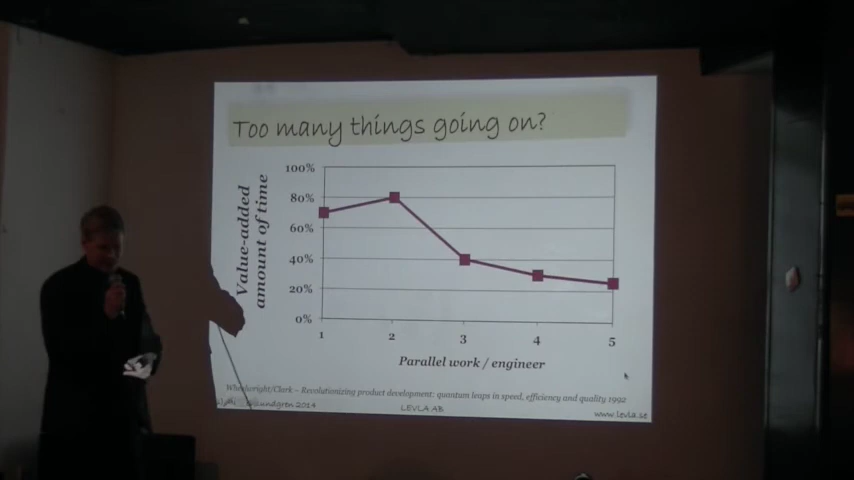 Too many things going on?
Value-added
amount of time
100%
80%
60%
40%
20%
0%
1 2 3 4 5
Parallel work / engineer
Wheelwright/Clark – Revolutionizing product development: quantum leaps in speed, efficiency and quality 1992
Lundgren 2014
LEVLA AB
www.levla.se